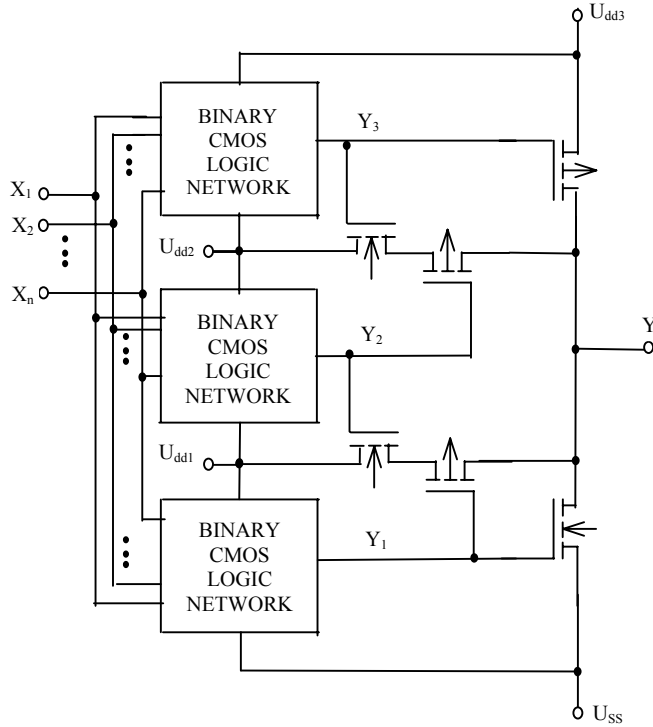 U_dd3
BINARY
CMOS
LOGIC
NETWORK
Y_3
X_1
X_2
X_n
U_dd2
BINARY
CMOS
LOGIC
NETWORK
Y_2
Y
U_dd1
BINARY
CMOS
LOGIC
NETWORK
Y_1
U_SS